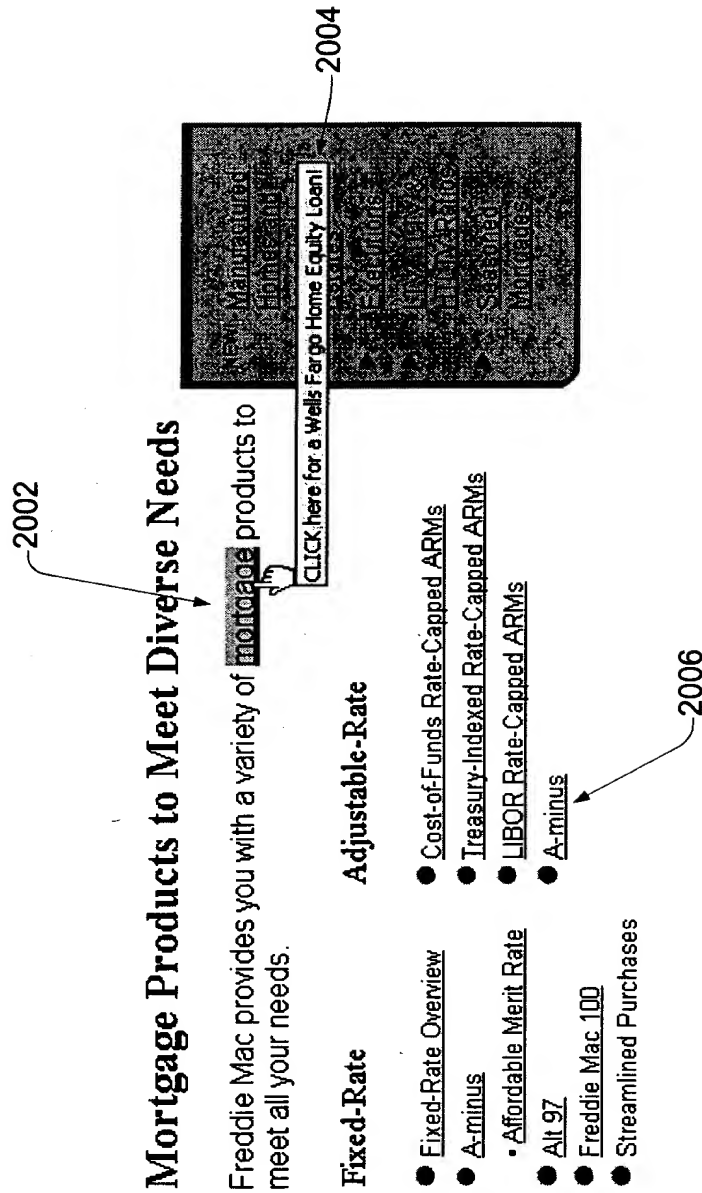 2002
Mortgage Products to Meet Diverse Needs
Freddie Mac provides you with a variety of mortgage products to
meet all your needs.
CLICK here for a Wells Fargo Home Equity Loan!
2004
Manufactured
Seasoned
Mortgages
Fixed-Rate
Fixed-Rate Overview
A-minus
Affordable Merit Rate
Alt 97
Freddie Mac 100
Streamlined Purchases
Adjustable-Rate
Cost-of-Funds Rate-Capped ARMs
Treasury-Indexed Rate-Capped ARMs
LIBOR Rate-Capped ARMs
A-minus
2006